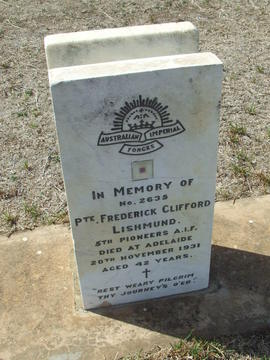 AUSTRALIAN IMPERIAL
FORCES
IN MEMORY OF
NO. 2635
PTE. FREDERICK CLIFFORD
LISHMUND.
5TH PIONEERS A.I.F.
DIED AT ADELAIDE
20TH NOVEMBER 1931
AGED 42 YEARS.
"REST WEARY PILGRIM
THY JOURNEY'S O'ER."